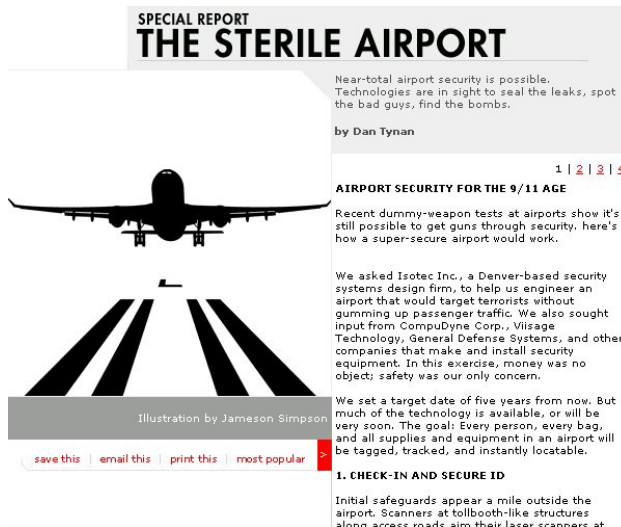 SPECIAL REPORT
THE STERILE AIRPORT
Near-total airport security is possible.
Technologies are in sight to seal the leaks, spot
the bad guys, find the bombs.
by Dan Tynan
1 | 2 | 3 | 4
AIRPORT SECURITY FOR THE 9/11 AGE
Recent dummy-weapon tests at airports show it's
still possible to get guns through security. here's
how a super-secure airport would work.
We asked Isotec Inc., a Denver-based security
systems design firm, to help us engineer an
airport that would target terrorists without
gumming up passenger traffic. We also sought
input from CompuDyne Corp., Viisage
Technology, General Defense Systems, and other
companies that make and install security
equipment. In this exercise, money was no
object; safety was our only concern.
We set a target date of five years from now. But
much of the technology is available, or will be
very soon. The goal: Every person, every bag,
and all supplies and equipment in an airport will
be tagged, tracked, and instantly locatable.
Illustration by Jameson Simpson
save this | email this | print this | most popular >
1. CHECK-IN AND SECURE ID
Initial safeguards appear a mile outside the
airport. Scanners at tollbooth-like structures
along access roads aim their laser scanners at